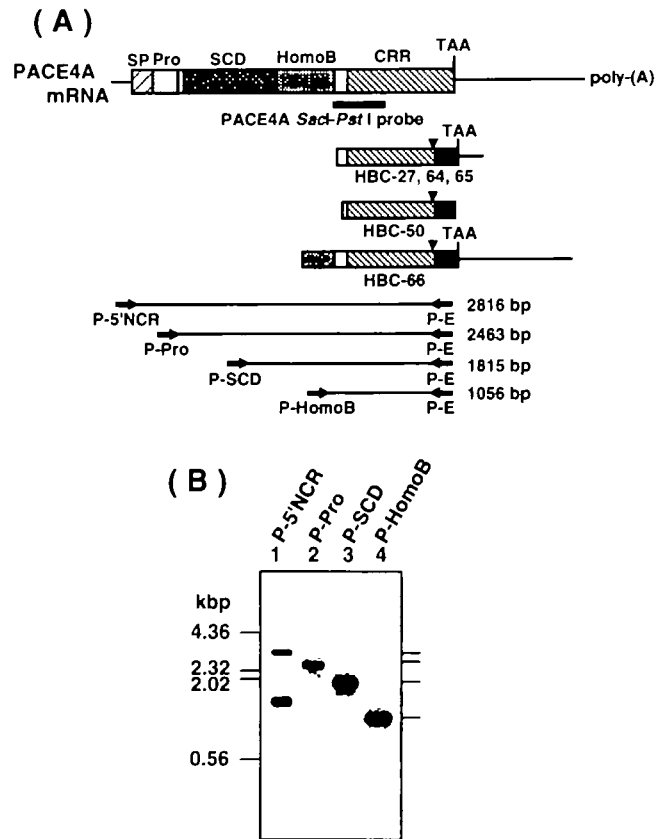 ( A )
SP Pro SCD HomoB CRR TAA
PACE4A mRNA
poly-(A)
PACE4A SacI-Pst I probe
TAA
HBC-27, 64, 65
HBC-50
TAA
HBC-66
P-5'NCR P-E 2816 bp
P-Pro P-E 2463 bp
P-SCD P-E 1815 bp
P-HomoB P-E 1056 bp
( B )
P-5'NCR P-Pro P-SCD P-HomoB
1 2 3 4
kbp
4.36
2.32
2.02
0.56